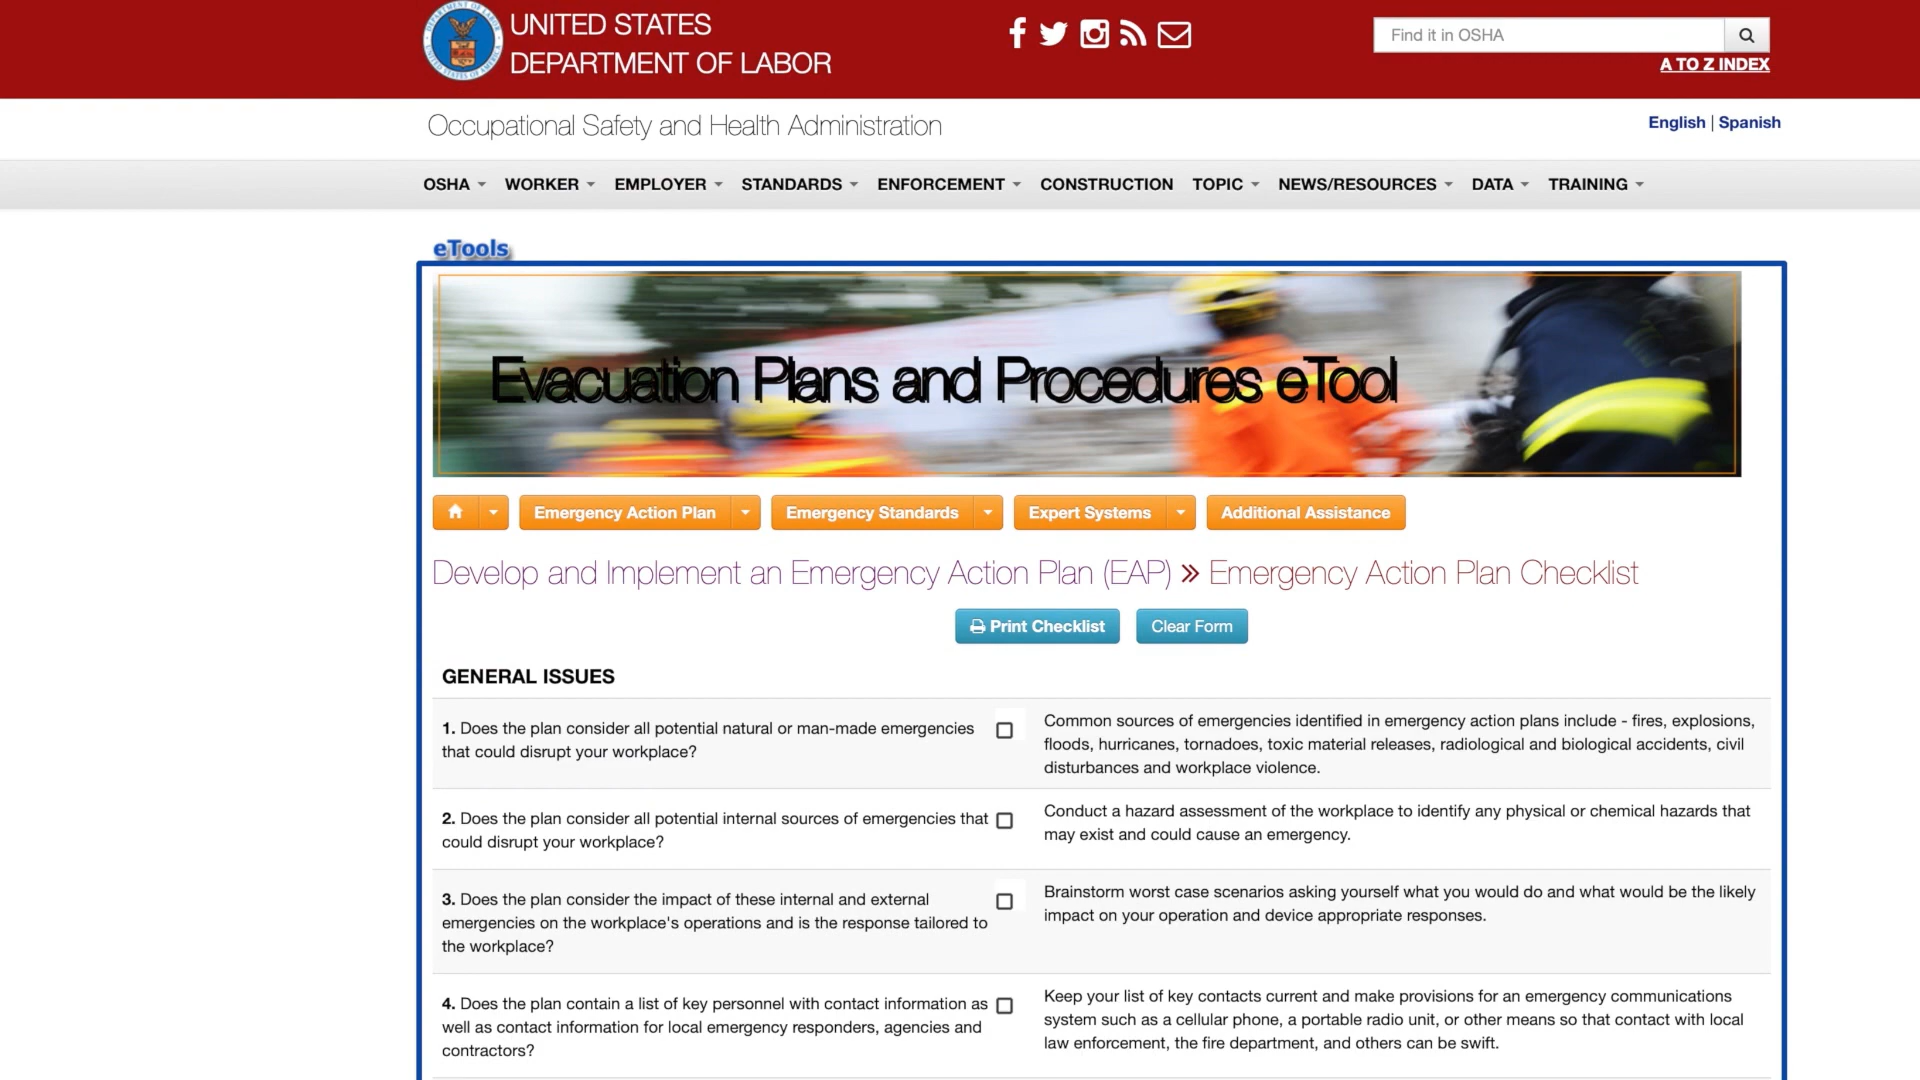 UNITED STATES
DEPARTMENT OF LABOR
Find it in OSHA
A TO Z INDEX
Occupational Safety and Health Administration
English | Spanish
OSHA WORKER EMPLOYER STANDARDS ENFORCEMENT CONSTRUCTION TOPIC NEWS/RESOURCES DATA TRAINING
eTools
Evacuation Plans and Procedures eTool
Emergency Action Plan Emergency Standards Expert Systems Additional Assistance
Develop and Implement an Emergency Action Plan (EAP) » Emergency Action Plan Checklist
Print Checklist Clear Form
GENERAL ISSUES
1. Does the plan consider all potential natural or man-made emergencies
that could disrupt your workplace?
Common sources of emergencies identified in emergency action plans include - fires, explosions,
floods, hurricanes, tornadoes, toxic material releases, radiological and biological accidents, civil
disturbances and workplace violence.
2. Does the plan consider all potential internal sources of emergencies that
could disrupt your workplace?
Conduct a hazard assessment of the workplace to identify any physical or chemical hazards that
may exist and could cause an emergency.
3. Does the plan consider the impact of these internal and external
emergencies on the workplace's operations and is the response tailored to
the workplace?
Brainstorm worst case scenarios asking yourself what you would do and what would be the likely
impact on your operation and device appropriate responses.
4. Does the plan contain a list of key personnel with contact information as
well as contact information for local emergency responders, agencies and
contractors?
Keep your list of key contacts current and make provisions for an emergency communications
system such as a cellular phone, a portable radio unit, or other means so that contact with local
law enforcement, the fire department, and others can be swift.